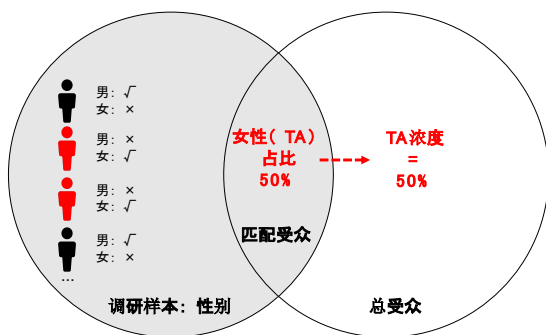 男: √
女: ×
男: ×
女: √
男: ×
女: √
男: √
女: ×
...
调研样本: 性别
女性( TA)
占比
50%
匹配受众
TA浓度
=
50%
总受众